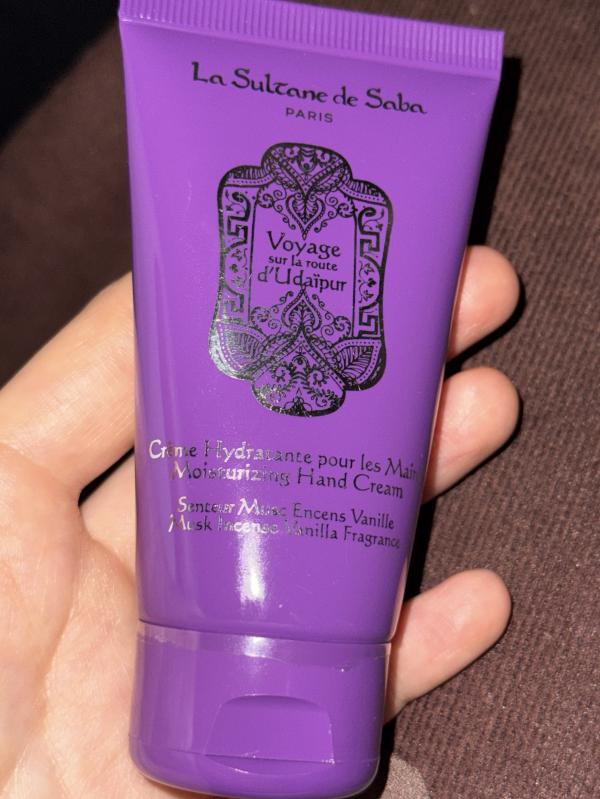 La Sultane de Saba
PARIS
Voyage
sur la route
d'Udaïpur
Crème Hydratante pour les Mains
Moisturizing Hand Cream
Senteur Musc Encens Vanille
Musk Incense Vanilla Fragrance